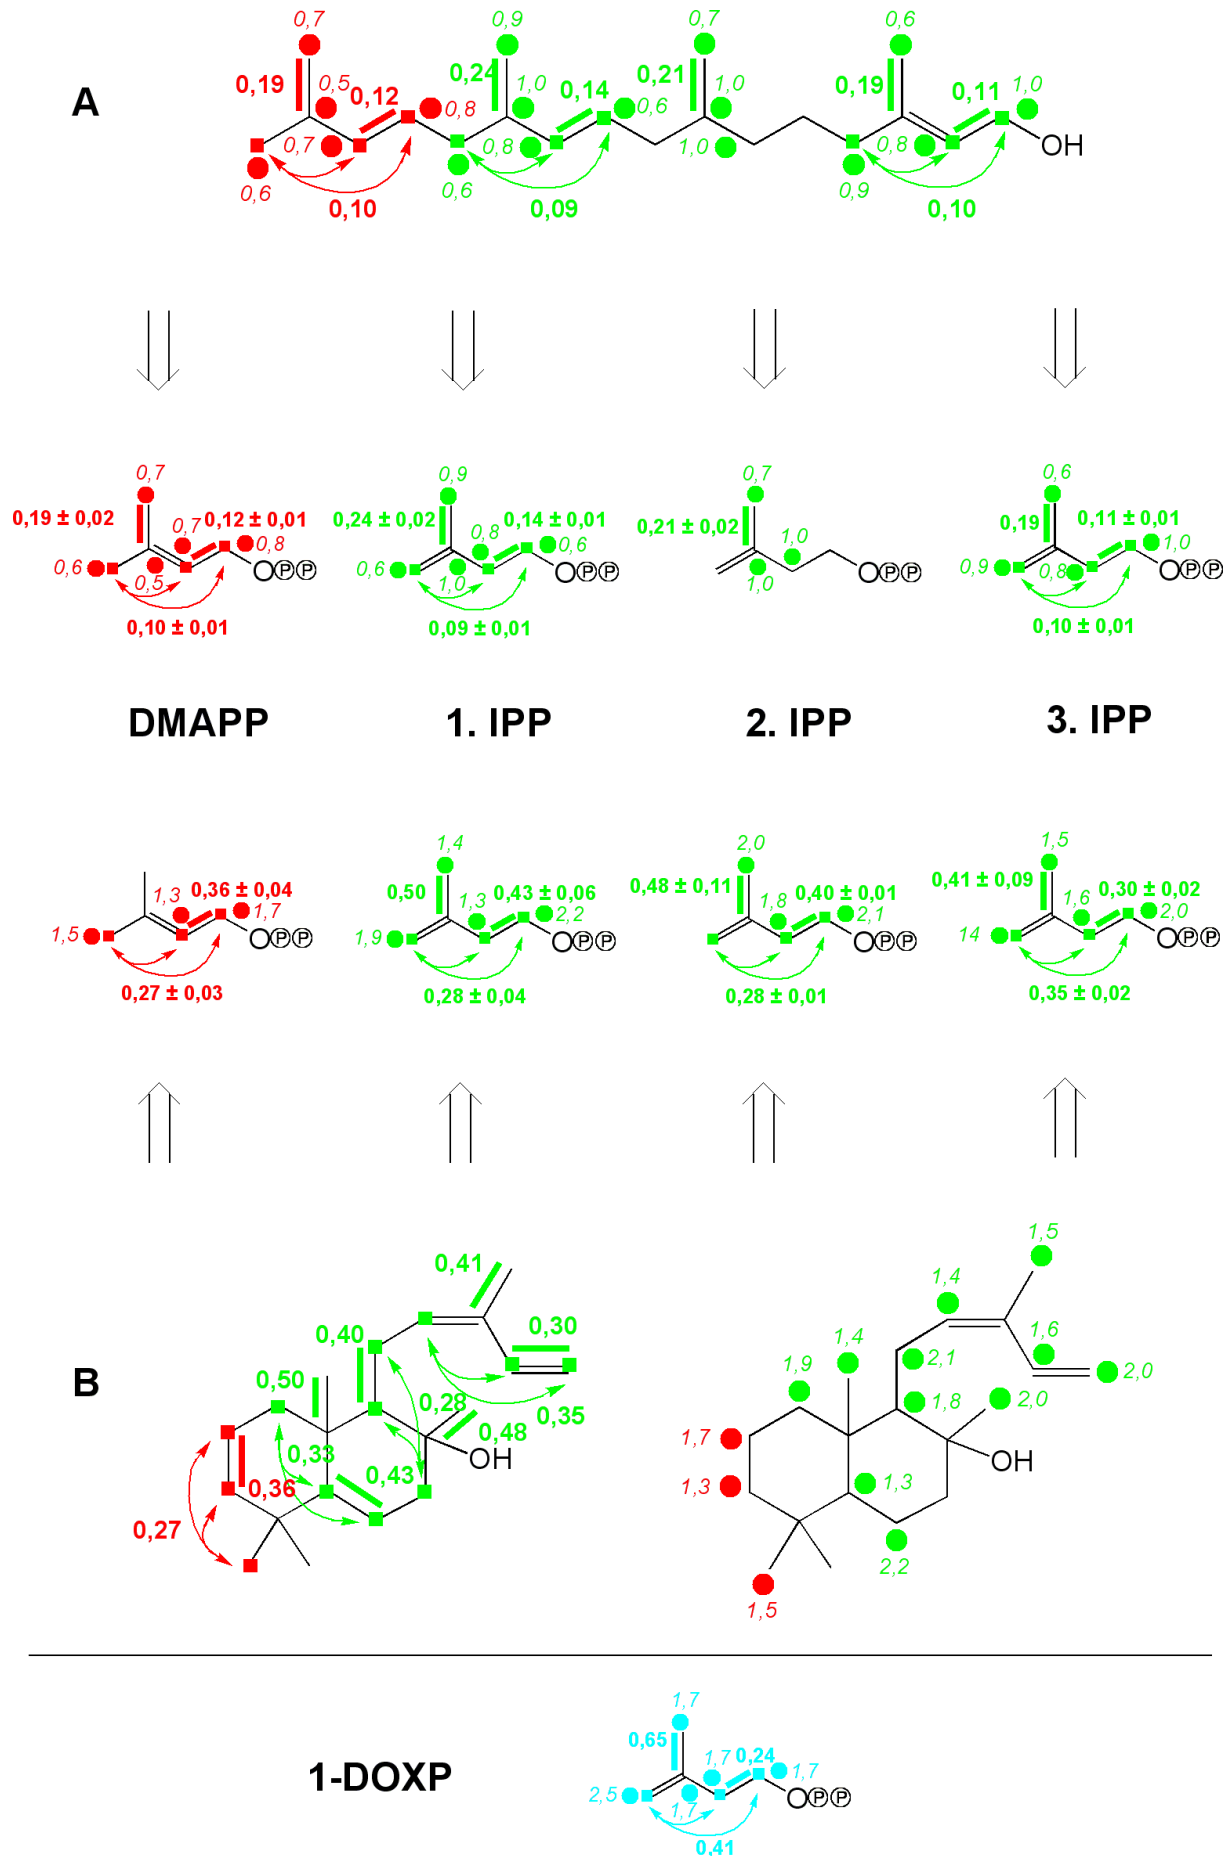 0,7 0,9 0,7 0,6
A 0,19 0,5 0,12 0,8 0,24 1,0 0,14 0,6 0,21 1,0 0,19 0,11 1,0
0,7 0,8 1,0 0,8 OH
0,6 0,6 0,9
0,10 0,09 0,10
0,7 0,9 0,7 0,6
0,19 ± 0,02 0,7 0,12 ± 0,01 0,24 ± 0,02 0,8 0,14 ± 0,01 0,21 ± 0,02 1,0 0,19 0,11 ± 0,01
0,8 0,6 1,0
0,6 0,5 OPP 0,6 1,0 OPP 1,0 OPP 0,9 0,8 OPP
0,10 ± 0,01 0,09 ± 0,01 0,10 ± 0,01
DMAPP 1. IPP 2. IPP 3. IPP
1,4 2,0 1,5
1,3 0,36 ± 0,04 0,50 1,3 0,43 ± 0,06 0,48 ± 0,11 1,8 0,40 ± 0,01 0,41 ± 0,09 1,6 0,30 ± 0,02
1,7 2,2 2,1 2,0
1,5 OPP 1,9 OPP OPP 14 OPP
0,27 ± 0,03 0,28 ± 0,04 0,28 ± 0,01 0,35 ± 0,02
B
0,41
0,40 0,30
0,50
0,28 0,35
0,33 0,48
0,36 0,43 OH
0,27
1,5
1,4
1,4 1,6
1,9 2,1 2,0
1,8 2,0
1,7
OH
1,3 1,3
2,2
1,5
1-DOXP
1,7
0,65 1,7 0,24
1,7
2,5 1,7 OPP
0,41